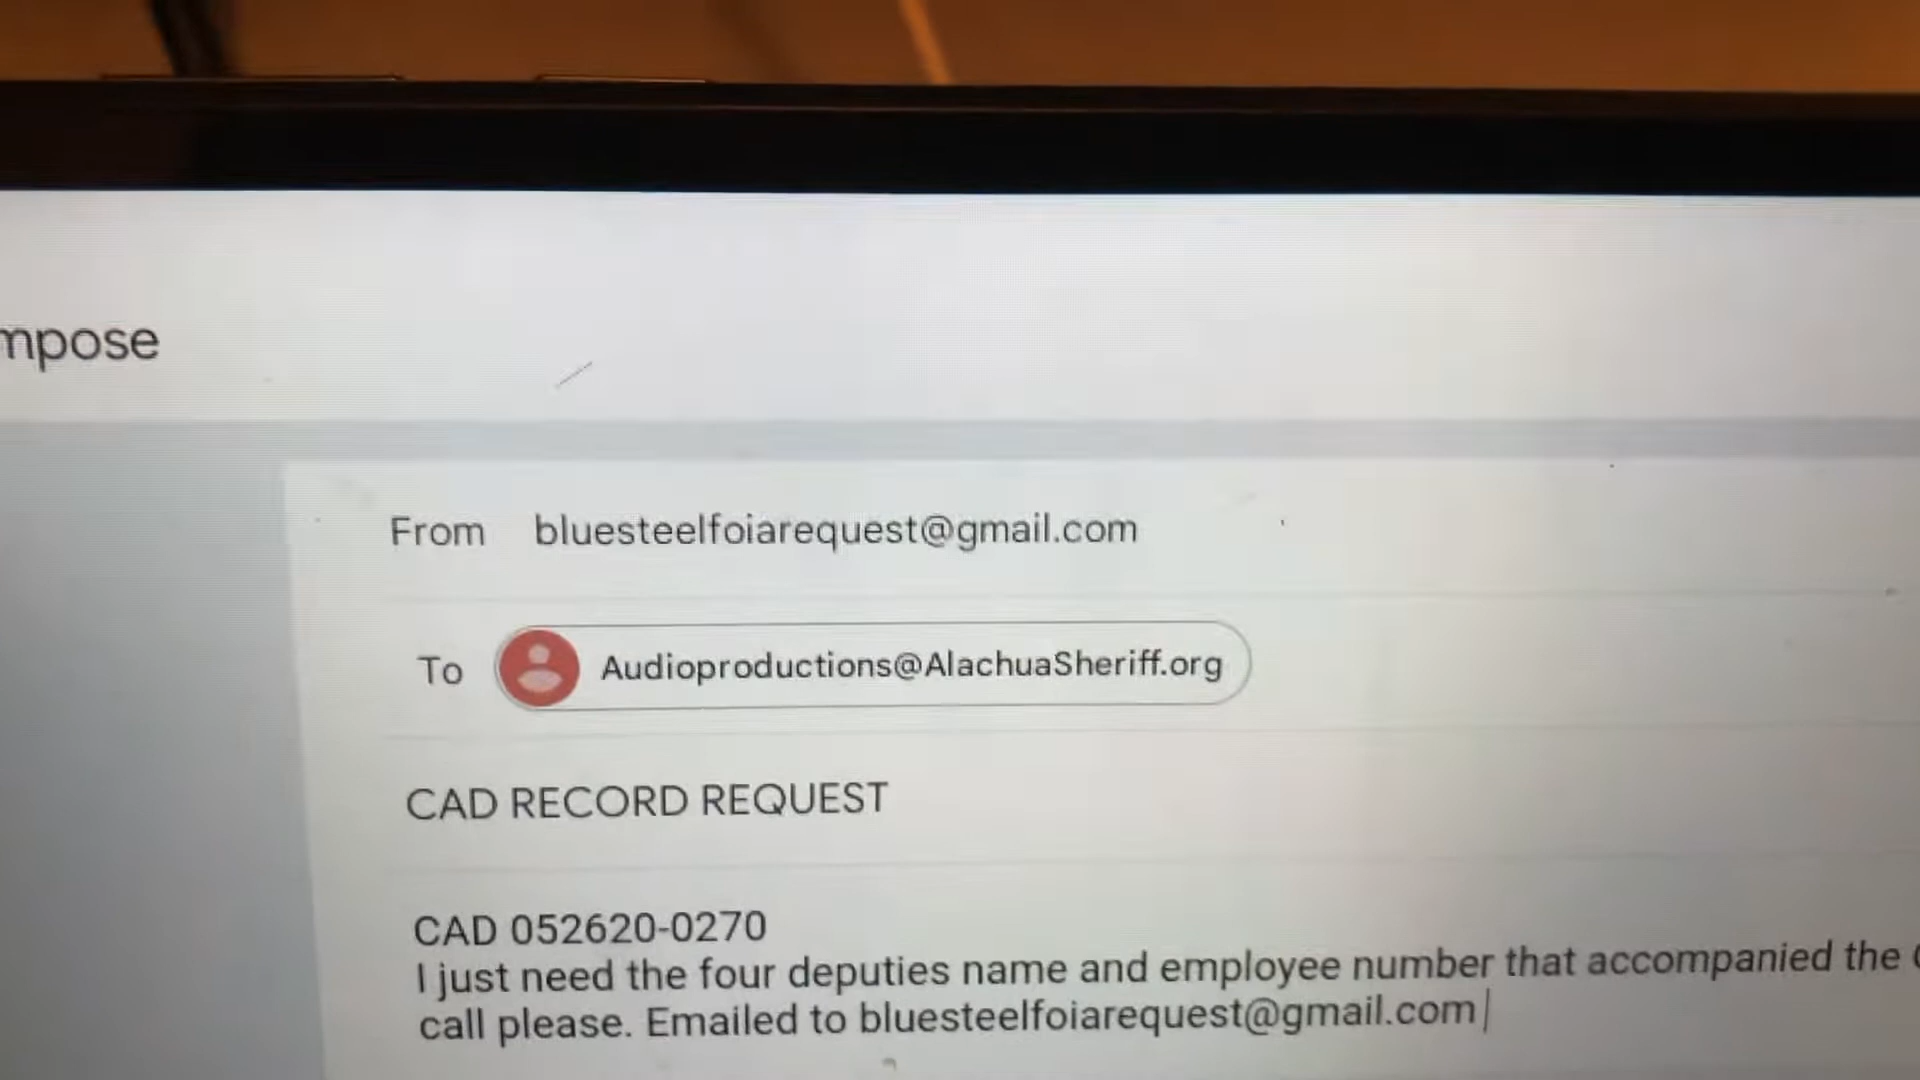 mpose
From bluesteelfoiarequest@gmail.com
To Audioproductions@AlachuaSheriff.org
CAD RECORD REQUEST
CAD 052620-0270
I just need the four deputies name and employee number that accompanied the
call please. Emailed to bluesteelfoiarequest@gmail.com